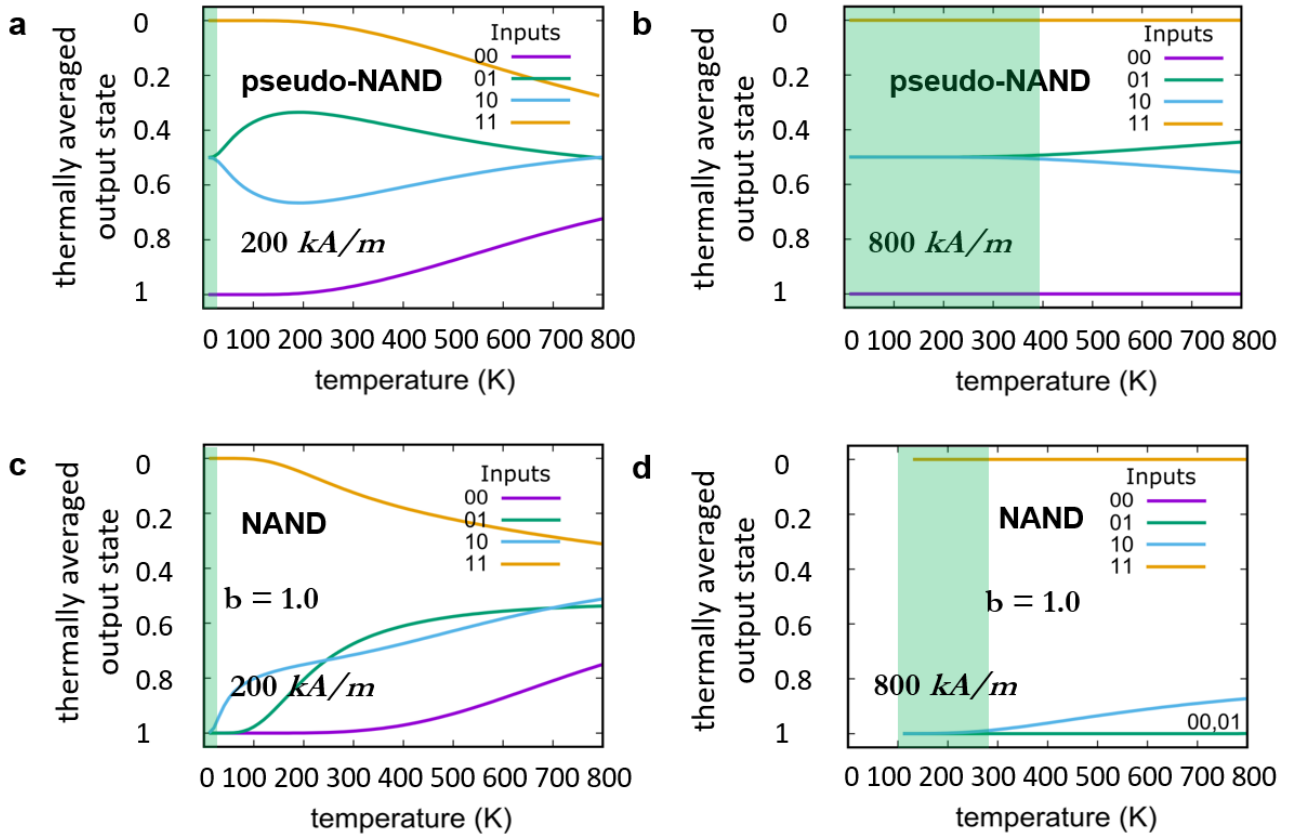 a
thermally averaged
output state
0
0.2
0.4
0.6
0.8
1
Inputs
00
01
10
11
pseudo-NAND
200 kA/m
0 100 200 300 400 500 600 700 800
temperature (K)
b
thermally averaged
output state
0
0.2
0.4
0.6
0.8
1
Inputs
00
01
10
11
pseudo-NAND
800 kA/m
0 100 200 300 400 500 600 700 800
temperature (K)
c
thermally averaged
output state
0
0.2
0.4
0.6
0.8
1
Inputs
00
01
10
11
NAND
b = 1.0
200 kA/m
0 100 200 300 400 500 600 700 800
temperature (K)
d
thermally averaged
output state
0
0.2
0.4
0.6
0.8
1
Inputs
00
01
10
11
NAND
b = 1.0
800 kA/m
00,01
0 100 200 300 400 500 600 700 800
temperature (K)